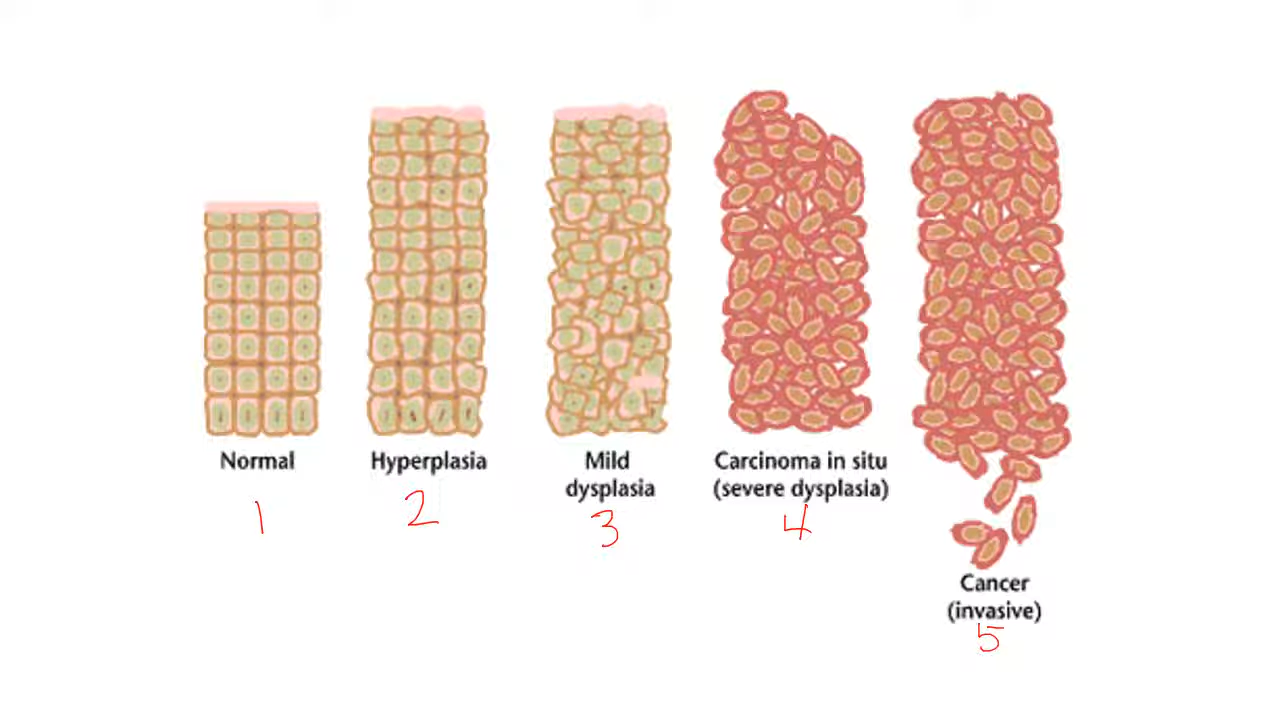 Normal
1
Hyperplasia
2
Mild
dysplasia
3
Carcinoma in situ
(severe dysplasia)
4
Cancer
(invasive)
5